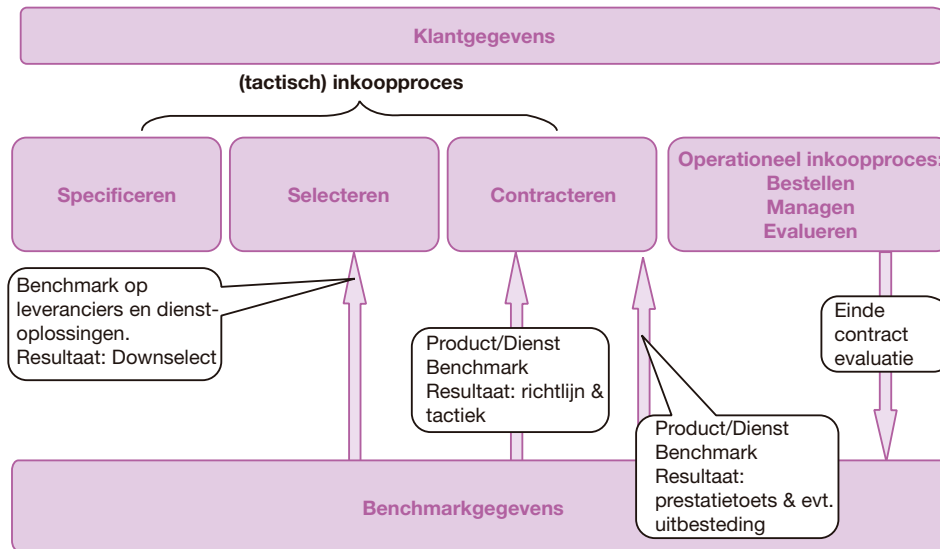 Klantgegevens
(tactisch) inkoopproces
Specificeren
Selecteren
Contracteren
Operationeel inkoopproces:
Bestellen
Managen
Evalueren
Benchmark op
leveranciers en dienst-
oplossingen.
Resultaat: Downselect
Product/Dienst
Benchmark
Resultaat: richtlijn &
tactiek
Product/Dienst
Benchmark
Resultaat:
prestatietoets & evt.
uitbesteding
Einde
contract
evaluatie
Benchmarkgegevens